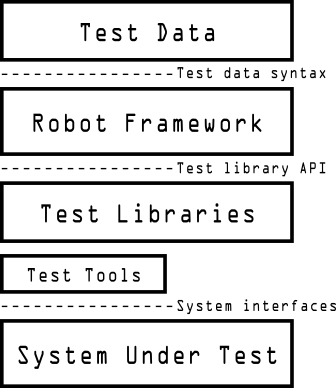 Test Data
Test data syntax
Robot Framework
Test library API
Test Libraries
Test Tools
System interfaces
System Under Test